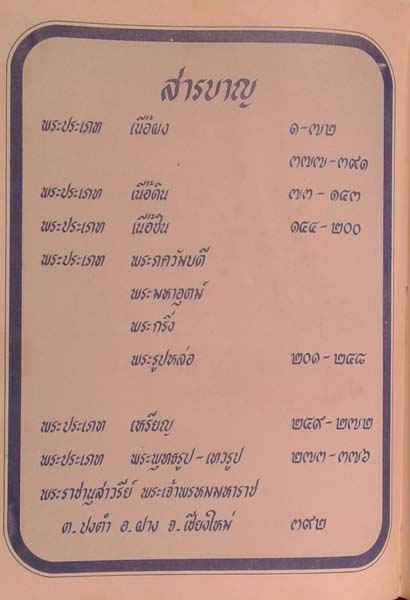 สารบาญ
พระประเภท เนื้อผง ๑-๗๒
๓๗๗-๓๙๑
พระประเภท เนื้อดิน ๗๓-๑๕๓
พระประเภท เนื้อชิน ๑๕๔-๒๐๐
พระประเภท พระภควัมบดี
พระมหาอุตม์
พระกริ่ง
พระรูปหล่อ ๒๐๑-๒๔๘
พระประเภท เหรียญ ๒๔๙-๒๗๒
พระประเภท พระพุทธรูป-เทวรูป ๒๗๓-๓๗๖
พระราชานุสาวรีย์ พระเจ้าพรหมมหาราช
ต.ปงตำ อ.ฝาง จ.เชียงใหม่ ๓๙๒